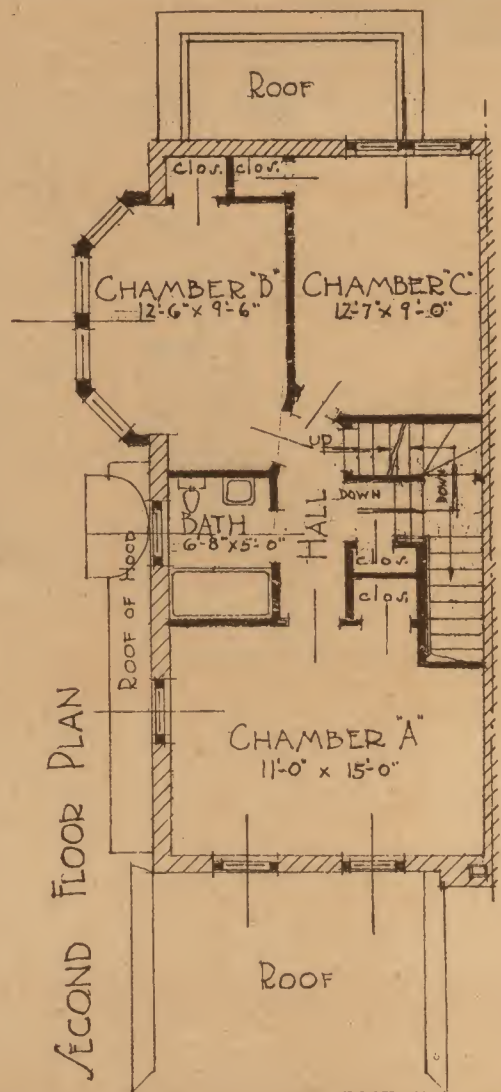 ROOF
clos.
clos.
CHAMBER "B"
12'-6" x 9'-6"
CHAMBER "C"
12'-7" x 9'-0"
UP
DOWN
DOWN
HALL
BATH
6-8" x 5'-0"
clos.
clos.
ROOF OF HOOD
CHAMBER "A"
11'-0" x 15'-0"
SECOND FLOOR PLAN
ROOF